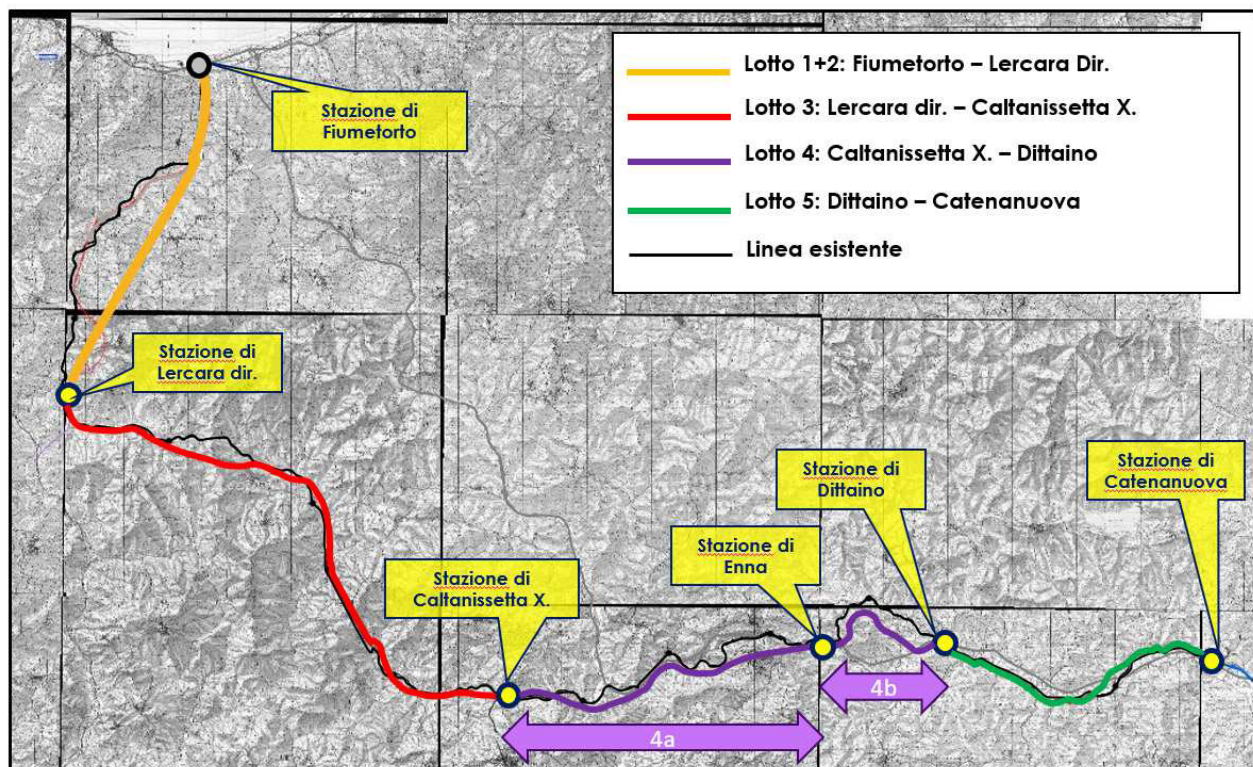 Lotto 1+2: Fiumetorto – Lercara Dir.
Lotto 3: Lercara dir. – Caltanissetta X.
Lotto 4: Caltanissetta X. – Dittaino
Lotto 5: Dittaino – Catenanuova
Linea esistente
Stazione di
Fiumetorto
Stazione di
Lercara dir.
Stazione di
Caltanissetta X.
Stazione di
Enna
Stazione di
Dittaino
Stazione di
Catenanuova
4a
4b